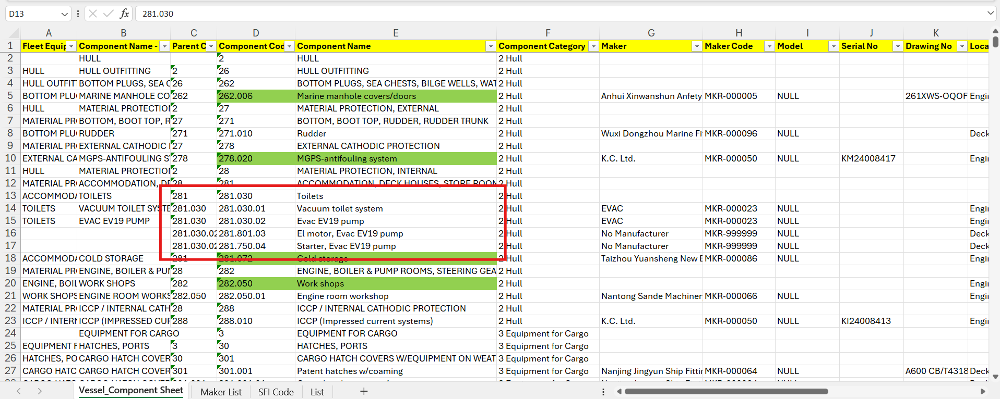 D13 fx 281.030
A B C D E F G H I J K
1 Fleet Equip Component Name - Parent C Component Cod Component Name Component Category Maker Maker Code Model Serial No Drawing No Loca
2 HULL 2 HULL 2 Hull
3 HULL HULL OUTFITTING 2 26 HULL OUTFITTING 2 Hull
4 HULL OUTFIT BOTTOM PLUGS, SEA C 26 262 BOTTOM PLUGS, SEA CHESTS, BILGE WELLS, WAT 2 Hull
5 BOTTOM PLU MARINE MANHOLE CO 262 262.006 Marine manhole covers/doors 2 Hull Anhui Xinwanshun Anfety MKR-000005 NULL 261XWS-OQOF Engi
6 HULL MATERIAL PROTECTIO 2 27 MATERIAL PROTECTION, EXTERNAL 2 Hull
7 MATERIAL PR BOTTOM, BOOT TOP, R 27 271 BOTTOM, BOOT TOP, RUDDER, RUDDER TRUNK 2 Hull
8 BOTTOM PLU RUDDER 271 271.010 Rudder 2 Hull Wuxi Dongzhou Marine Fi MKR-000096 NULL Deck
9 MATERIAL PR EXTERNAL CATHODIC 27 278 EXTERNAL CATHODIC PROTECTION 2 Hull
10 EXTERNAL CA MGPS-ANTIFOULING S 278 278.020 MGPS-antifouling system 2 Hull K.C. Ltd. MKR-000050 NULL KM24008417 Engi
11 HULL MATERIAL PROTECTIO 2 28 MATERIAL PROTECTION, INTERNAL 2 Hull
12 MATERIAL PR ACCOMMODATION, DE 28 281 ACCOMMODATION, DECK HOUSES, STORE ROOM 2 Hull
13 ACCOMMODA TOILETS 281 281.030 Toilets 2 Hull
14 TOILETS VACUUM TOILET SYSTE 281.030 281.030.01 Vacuum toilet system 2 Hull EVAC MKR-000023 NULL Engi
15 TOILETS EVAC EV19 PUMP 281.030 281.030.02 Evac EV19 pump 2 Hull EVAC MKR-000023 NULL Engi
16 281.030.02 281.801.03 El motor, Evac EV19 pump 2 Hull No Manufacturer MKR-999999 NULL Deck
17 281.030.02 281.750.04 Starter, Evac EV19 pump 2 Hull No Manufacturer MKR-999999 NULL Deck
18 ACCOMMODA COLD STORAGE 281 281.072 Cold storage 2 Hull Taizhou Yuansheng New E MKR-000086 NULL Engi
19 MATERIAL PR ENGINE, BOILER & PUM 28 282 ENGINE, BOILER & PUMP ROOMS, STEERING GEA 2 Hull
20 ENGINE, BOIL WORK SHOPS 282 282.050 Work shops 2 Hull Engi
21 WORK SHOPS ENGINE ROOM WORKS 282.050 282.050.01 Engine room workshop 2 Hull Nantong Sande Machiner MKR-000066 NULL Engi
22 MATERIAL PR ICCP / INTERNAL CATH 28 288 ICCP / INTERNAL CATHODIC PROTECTION 2 Hull
23 ICCP / INTERN ICCP (IMPRESSED CUR 288 288.010 ICCP (Impressed current systems) 2 Hull K.C. Ltd. MKR-000050 NULL KI24008413 Engi
24 EQUIPMENT FOR CARGO 3 EQUIPMENT FOR CARGO 3 Equipment for Cargo
25 EQUIPMENT F HATCHES, PORTS 3 30 HATCHES, PORTS 3 Equipment for Cargo
26 HATCHES, PO CARGO HATCH COVER 30 301 CARGO HATCH COVERS W/EQUIPMENT ON WEAT 3 Equipment for Cargo
27 CARGO HATC CARGO HATCH COVER 301 301.001 Patent hatches w/coaming 3 Equipment for Cargo Nanjing Jingyun Ship Fitti MKR-000064 NULL A600 CB/T4318 Deck
Vessel_Component Sheet Maker List SFI Code List +